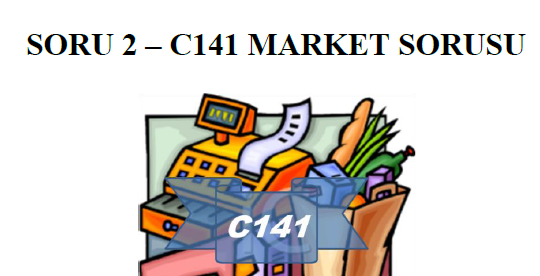 SORU 2 – C141 MARKET SORUSU
C141